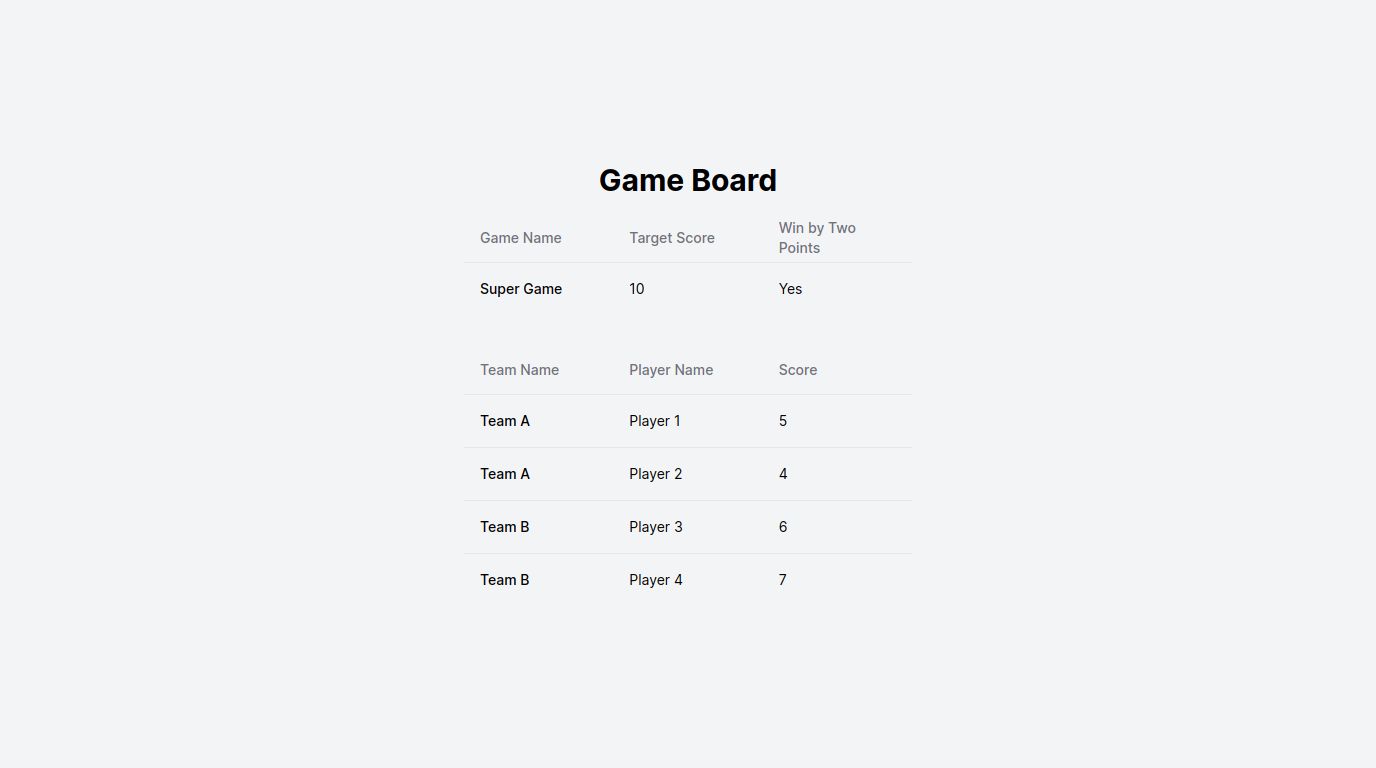 Game Board
Game Name Target Score Win by Two
Points
Super Game 10 Yes
Team Name Player Name Score
Team A Player 1 5
Team A Player 2 4
Team B Player 3 6
Team B Player 4 7